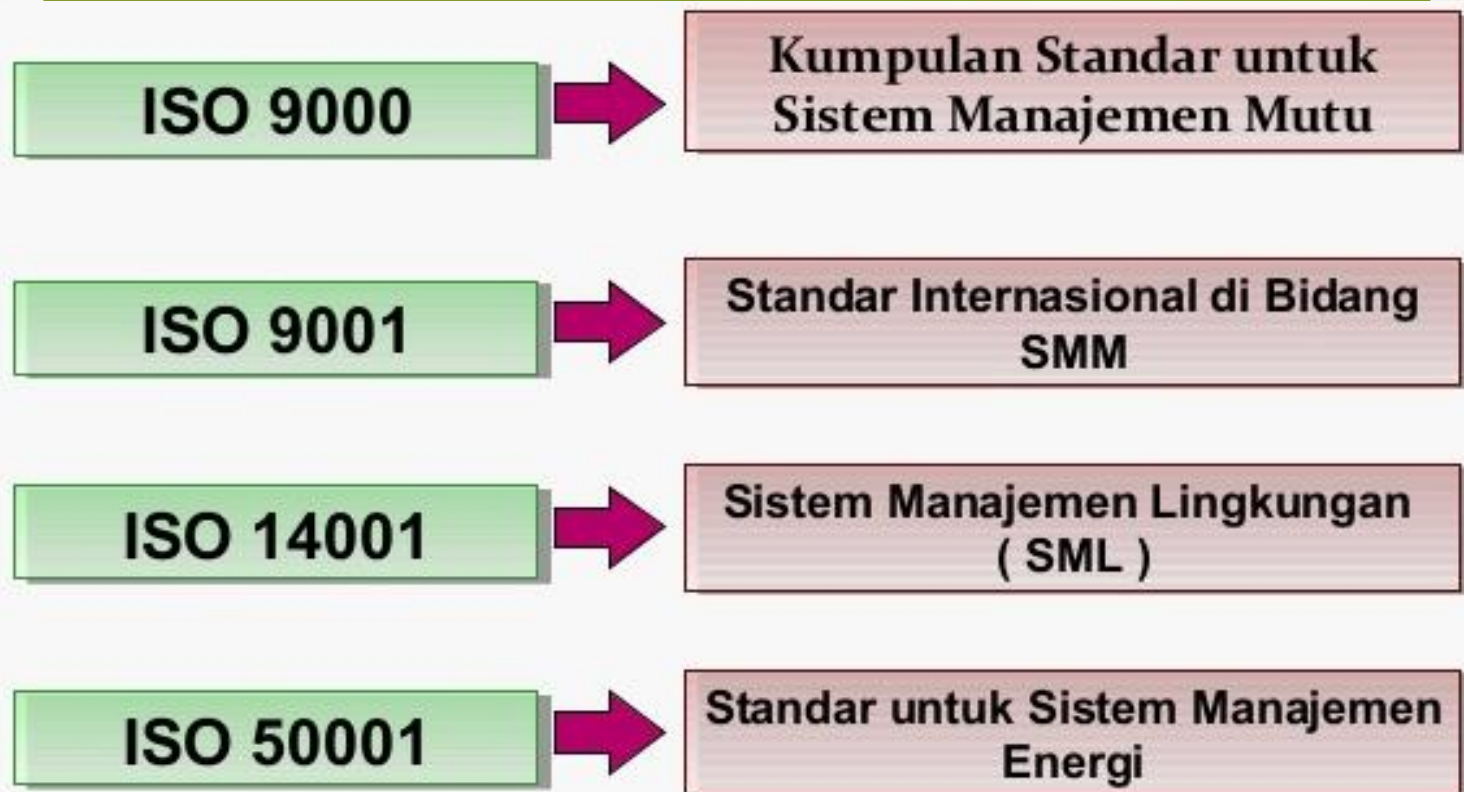 ISO 9000
Kumpulan Standar untuk
Sistem Manajemen Mutu
ISO 9001
Standar Internasional di Bidang
SMM
ISO 14001
Sistem Manajemen Lingkungan
( SML )
ISO 50001
Standar untuk Sistem Manajemen
Energi